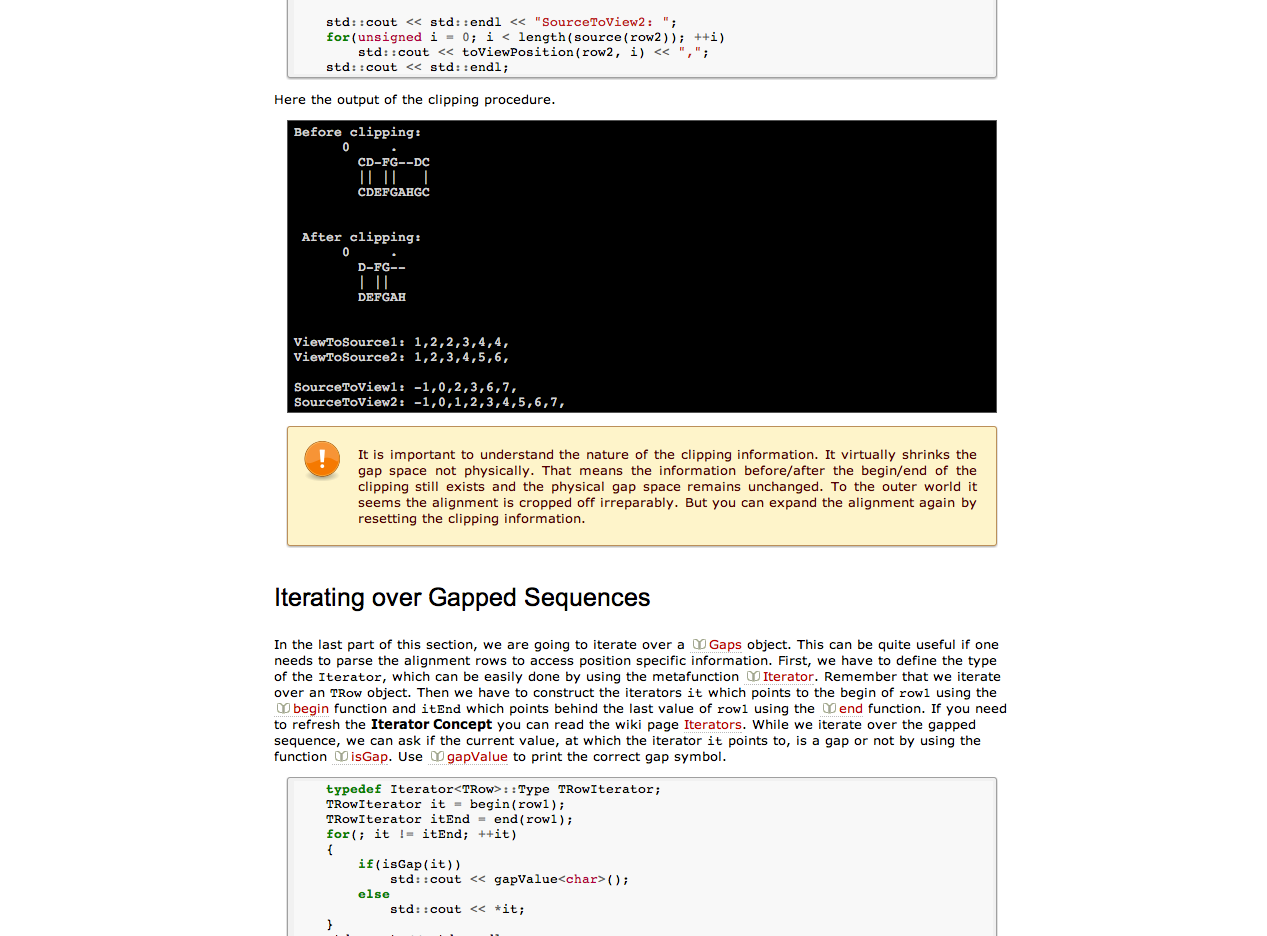 std::cout << std::endl << "SourceToView2: ";
for(unsigned i = 0; i < length(source(row2)); ++i)
    std::cout << toViewPosition(row2, i) << ",";
std::cout << std::endl;
Here the output of the clipping procedure.
Before clipping:
      0     .
        CD-FG--DC
        || ||   |
        CDEFGAHGC
 After clipping:
      0     .
        D-FG--
        | ||
        DEFGAH
ViewToSource1: 1,2,2,3,4,4,
ViewToSource2: 1,2,3,4,5,6,
SourceToView1: -1,0,2,3,6,7,
SourceToView2: -1,0,1,2,3,4,5,6,7,
It is important to understand the nature of the clipping information. It virtually shrinks the
gap space not physically. That means the information before/after the begin/end of the
clipping still exists and the physical gap space remains unchanged. To the outer world it
seems the alignment is cropped off irreparably. But you can expand the alignment again by
resetting the clipping information.
Iterating over Gapped Sequences
In the last part of this section, we are going to iterate over a Gaps object. This can be quite useful if one
needs to parse the alignment rows to access position specific information. First, we have to define the type
of the Iterator, which can be easily done by using the metafunction Iterator. Remember that we iterate
over an TRow object. Then we have to construct the iterators it which points to the begin of row1 using the
begin function and itEnd which points behind the last value of row1 using the end function. If you need
to refresh the Iterator Concept you can read the wiki page Iterators. While we iterate over the gapped
sequence, we can ask if the current value, at which the iterator it points to, is a gap or not by using the
function isGap. Use gapValue to print the correct gap symbol.
typedef Iterator<TRow>::Type TRowIterator;
TRowIterator it = begin(row1);
TRowIterator itEnd = end(row1);
for(; it != itEnd; ++it)
{
    if(isGap(it))
        std::cout << gapValue<char>();
    else
        std::cout << *it;
}